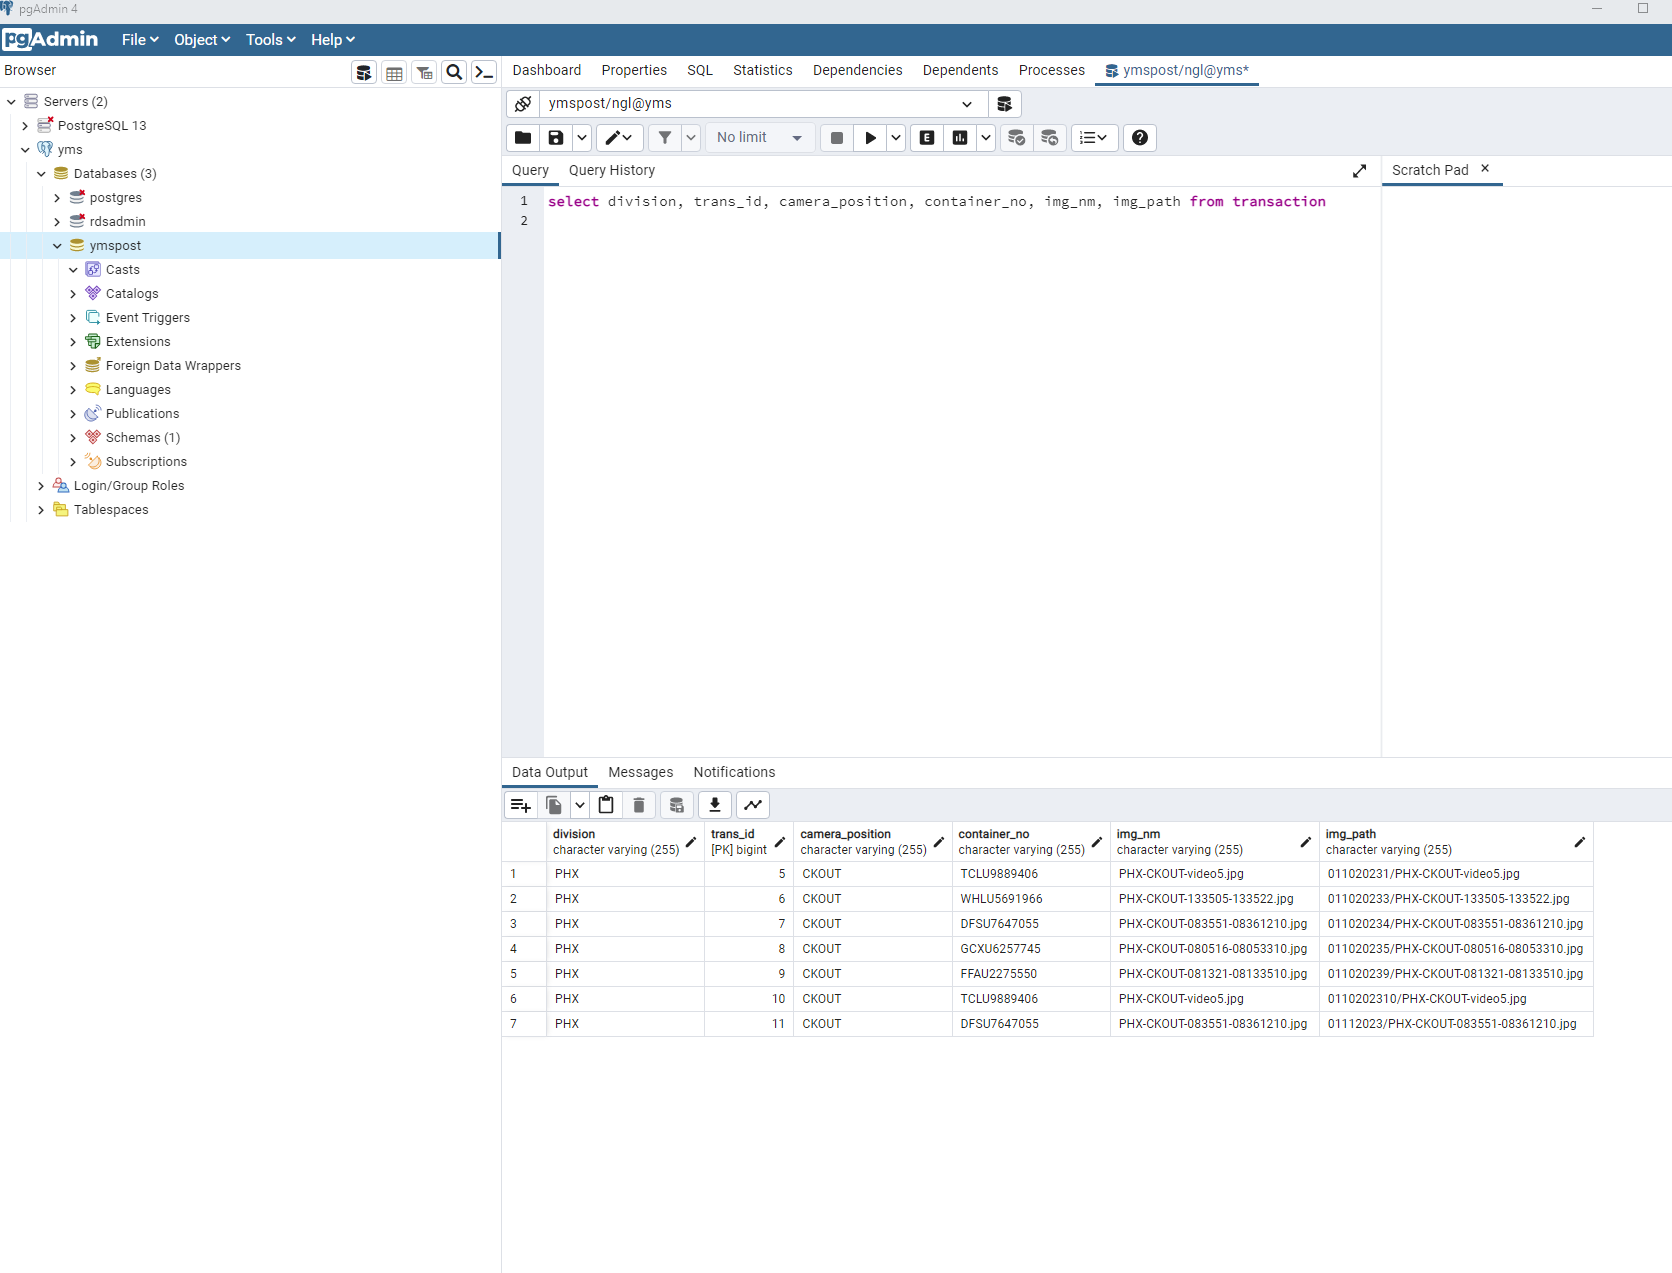 pgAdmin 4
pgAdmin File Object Tools Help
Browser
Dashboard Properties SQL Statistics Dependencies Dependents Processes ymspost/ngl@yms*
Servers (2)
PostgreSQL 13
yms
Databases (3)
postgres
rdsadmin
ymspost
Casts
Catalogs
Event Triggers
Extensions
Foreign Data Wrappers
Languages
Publications
Schemas (1)
Subscriptions
Login/Group Roles
Tablespaces
ymspost/ngl@yms
No limit E
Query Query History
Scratch Pad
1 select division, trans_id, camera_position, container_no, img_nm, img_path from transaction
2
Data Output Messages Notifications
division trans_id camera_position container_no img_nm img_path
character varying (255) [PK] bigint character varying (255) character varying (255) character varying (255) character varying (255)
1 PHX 5 CKOUT TCLU9889406 PHX-CKOUT-video5.jpg 011020231/PHX-CKOUT-video5.jpg
2 PHX 6 CKOUT WHLU5691966 PHX-CKOUT-133505-133522.jpg 011020233/PHX-CKOUT-133505-133522.jpg
3 PHX 7 CKOUT DFSU7647055 PHX-CKOUT-083551-08361210.jpg 011020234/PHX-CKOUT-083551-08361210.jpg
4 PHX 8 CKOUT GCXU6257745 PHX-CKOUT-080516-08053310.jpg 011020235/PHX-CKOUT-080516-08053310.jpg
5 PHX 9 CKOUT FFAU2275550 PHX-CKOUT-081321-08133510.jpg 011020239/PHX-CKOUT-081321-08133510.jpg
6 PHX 10 CKOUT TCLU9889406 PHX-CKOUT-video5.jpg 0110202310/PHX-CKOUT-video5.jpg
7 PHX 11 CKOUT DFSU7647055 PHX-CKOUT-083551-08361210.jpg 01112023/PHX-CKOUT-083551-08361210.jpg